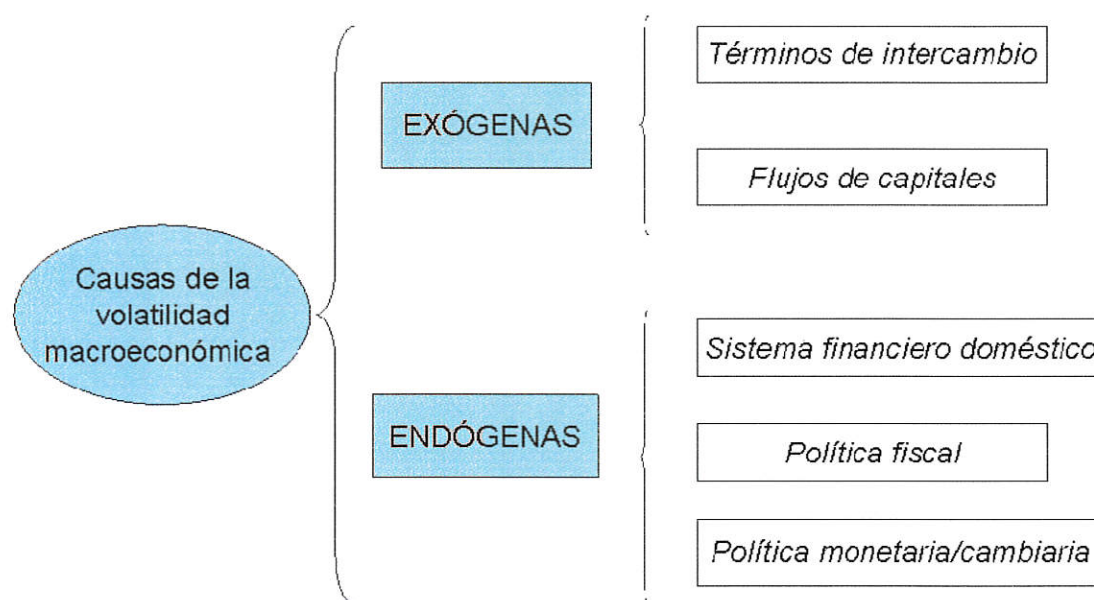 Causas de la
volatilidad
macroeconómica
EXÓGENAS
Términos de intercambio
Flujos de capitales
ENDÓGENAS
Sistema financiero doméstico
Política fiscal
Política monetaria/cambiaria